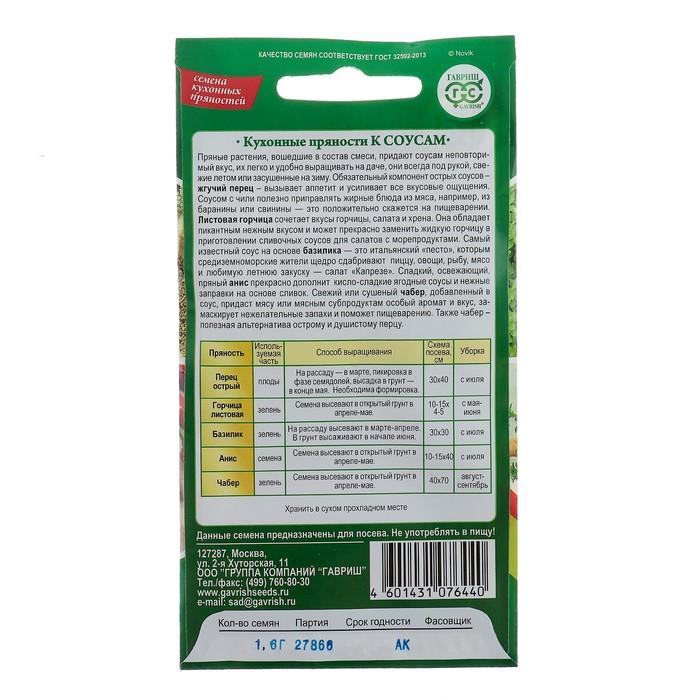 КАЧЕСТВО СЕМЯН СООТВЕТСТВУЕТ ГОСТ 32592-2013
© Novik
семена
кухонных
пряностей
ГАВРИШ
ГС
GAVRISH
· Кухонные пряности К СОУСАМ·
Пряные растения, вошедшие в состав смеси, придают соусам неповтори-
мый вкус, их легко и удобно выращивать на даче, они всегда под рукой, све-
жие летом или засушенные на зиму. Обязательный компонент острых соусов –
жгучий перец – вызывает аппетит и усиливает все вкусовые ощущения.
Соусом с чили полезно приправлять жирные блюда из мяса, например, из
баранины или свинины — это положительно скажется на пищеварении.
Листовая горчица сочетает вкусы горчицы, салата и хрена. Она обладает
пикантным нежным вкусом и может прекрасно заменить жидкую горчицу в
приготовлении сливочных соусов для салатов с морепродуктами. Самый
известный соус на основе базилика — это итальянский «песто», которым
средиземноморские жители щедро сдабривают пиццу, овощи, рыбу, мясо
и любимую летнюю закуску — салат «Капрезе». Сладкий, освежающий,
пряный анис прекрасно дополнит кисло-сладкие ягодные соусы и нежные
заправки на основе сливок. Свежий или сушеный чабер, добавленный в
соус, придаст мясу или мясным субпродуктам особый аромат и вкус, за-
маскирует нежелательные запахи и поможет пищеварению. Также чабер –
полезная альтернатива острому и душистому перцу.
Пряность
Исполь-
зуемая
часть
Способ выращивания
Схема
посева,
см
Уборка
Перец
острый
плоды
На рассаду — в марте, пикировка в
фазе семядолей, высадка в грунт —
в конце мая. Необходима формировка.
30х40
с июля
Горчица
листовая
зелень
Семена высевают в открытый грунт в
апреле-мае.
10-15х
4-5
с мая-
июня
Базилик
зелень
На рассаду высевают в марте-апреле.
В грунт высаживают в начале июня.
30х30
с июля
Анис
семена
Семена высевают в открытый грунт в
апреле-мае.
10-15х40
с июля
Чабер
зелень
Семена высевают в открытый грунт в
апреле-мае.
40х70
август-
сентябрь
Хранить в сухом прохладном месте
Данные семена предназначены для посева. Не употреблять в пищу!
127287, Москва,
ул. 2-я Хуторская, 11
ООО "ГРУППА КОМПАНИЙ "ГАВРИШ"
Тел./факс: (499) 760-80-30
www.gavrishseeds.ru
e-mail: sad@gavrish.ru
4 601431 076440
Кол-во семян Партия Срок годности Фасовщик
1,6Г 27866 АК